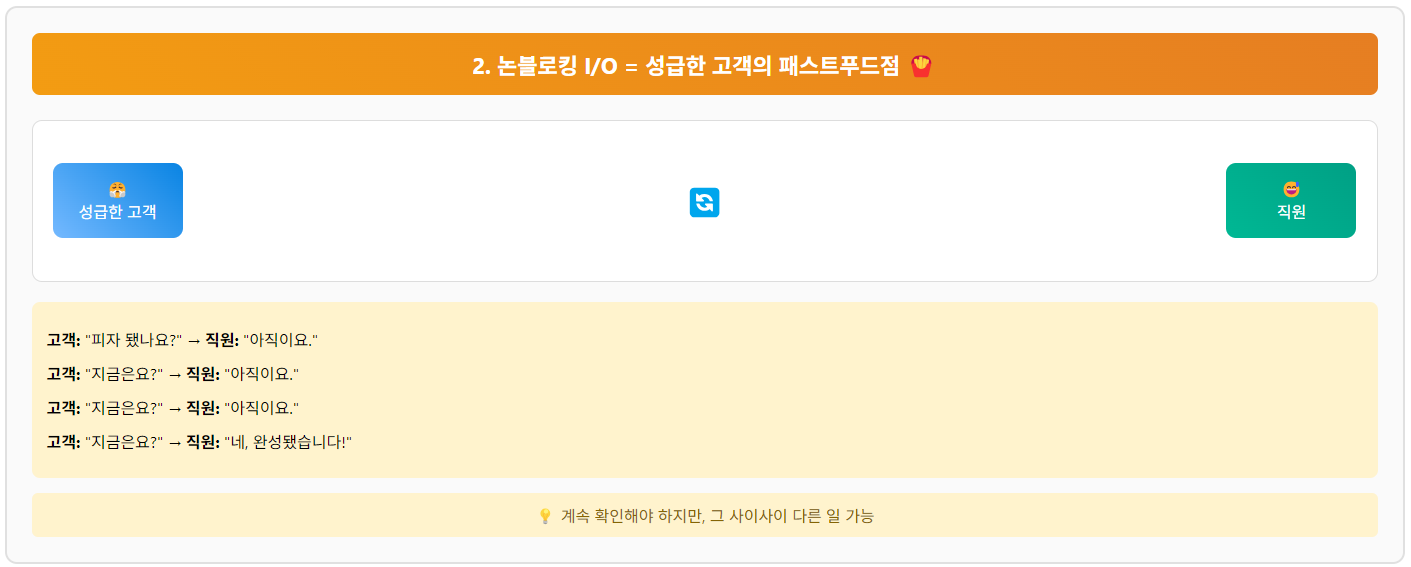 2. 논블로킹 I/O = 성급한 고객의 패스트푸드점 🍟
😤
성급한 고객
🔄
😅
직원
고객: "피자 됐나요?" → 직원: "아직이요."
고객: "지금은요?" → 직원: "아직이요."
고객: "지금은요?" → 직원: "아직이요."
고객: "지금은요?" → 직원: "네, 완성됐습니다!"
💡 계속 확인해야 하지만, 그 사이사이 다른 일 가능